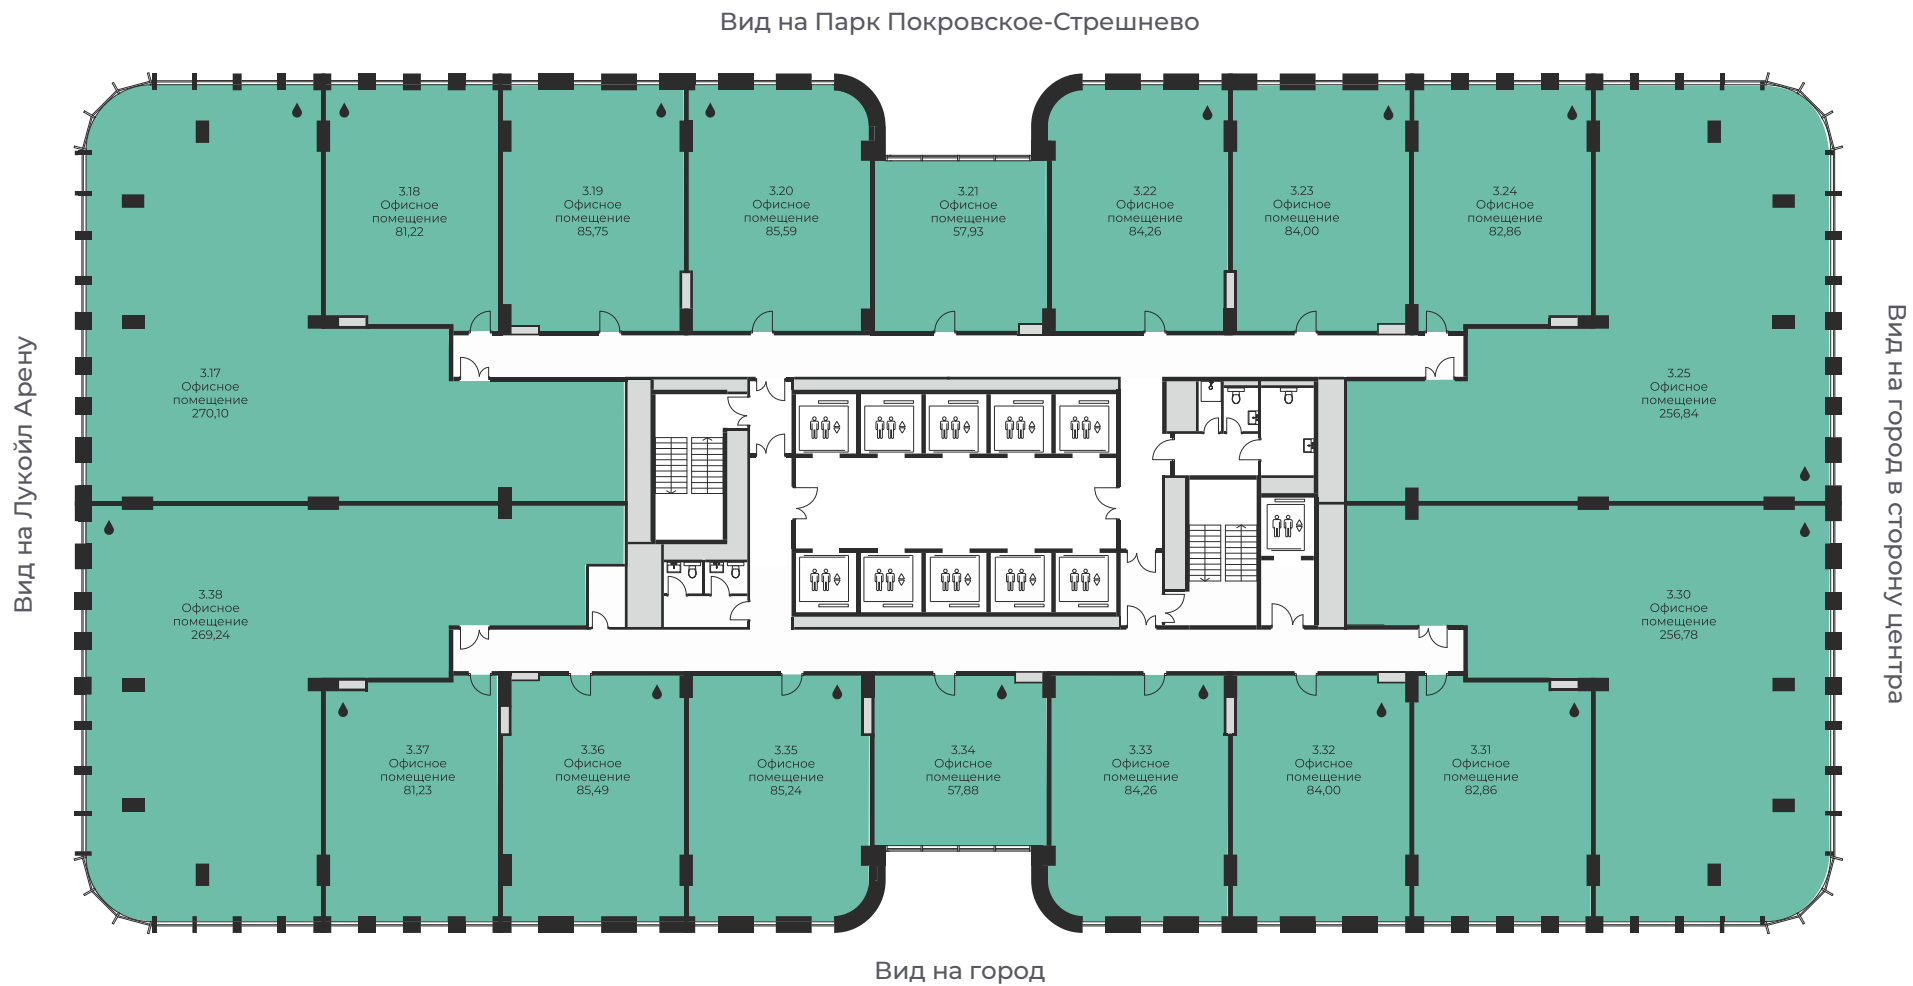 Вид на Парк Покровское-Стрешнево
3.18
Офисное
помещение
81,22
3.19
Офисное
помещение
85,75
3.20
Офисное
помещение
85,59
3.21
Офисное
помещение
57,93
3.22
Офисное
помещение
84,26
3.23
Офисное
помещение
84,00
3.24
Офисное
помещение
82,86
3.17
Офисное
помещение
270,10
3.25
Офисное
помещение
256,84
Вид на Лукойл Арену
Вид на город в сторону центра
3.38
Офисное
помещение
269,24
3.30
Офисное
помещение
256,78
3.37
Офисное
помещение
81,23
3.36
Офисное
помещение
85,49
3.35
Офисное
помещение
85,24
3.34
Офисное
помещение
57,88
3.33
Офисное
помещение
84,26
3.32
Офисное
помещение
84,00
3.31
Офисное
помещение
82,86
Вид на город